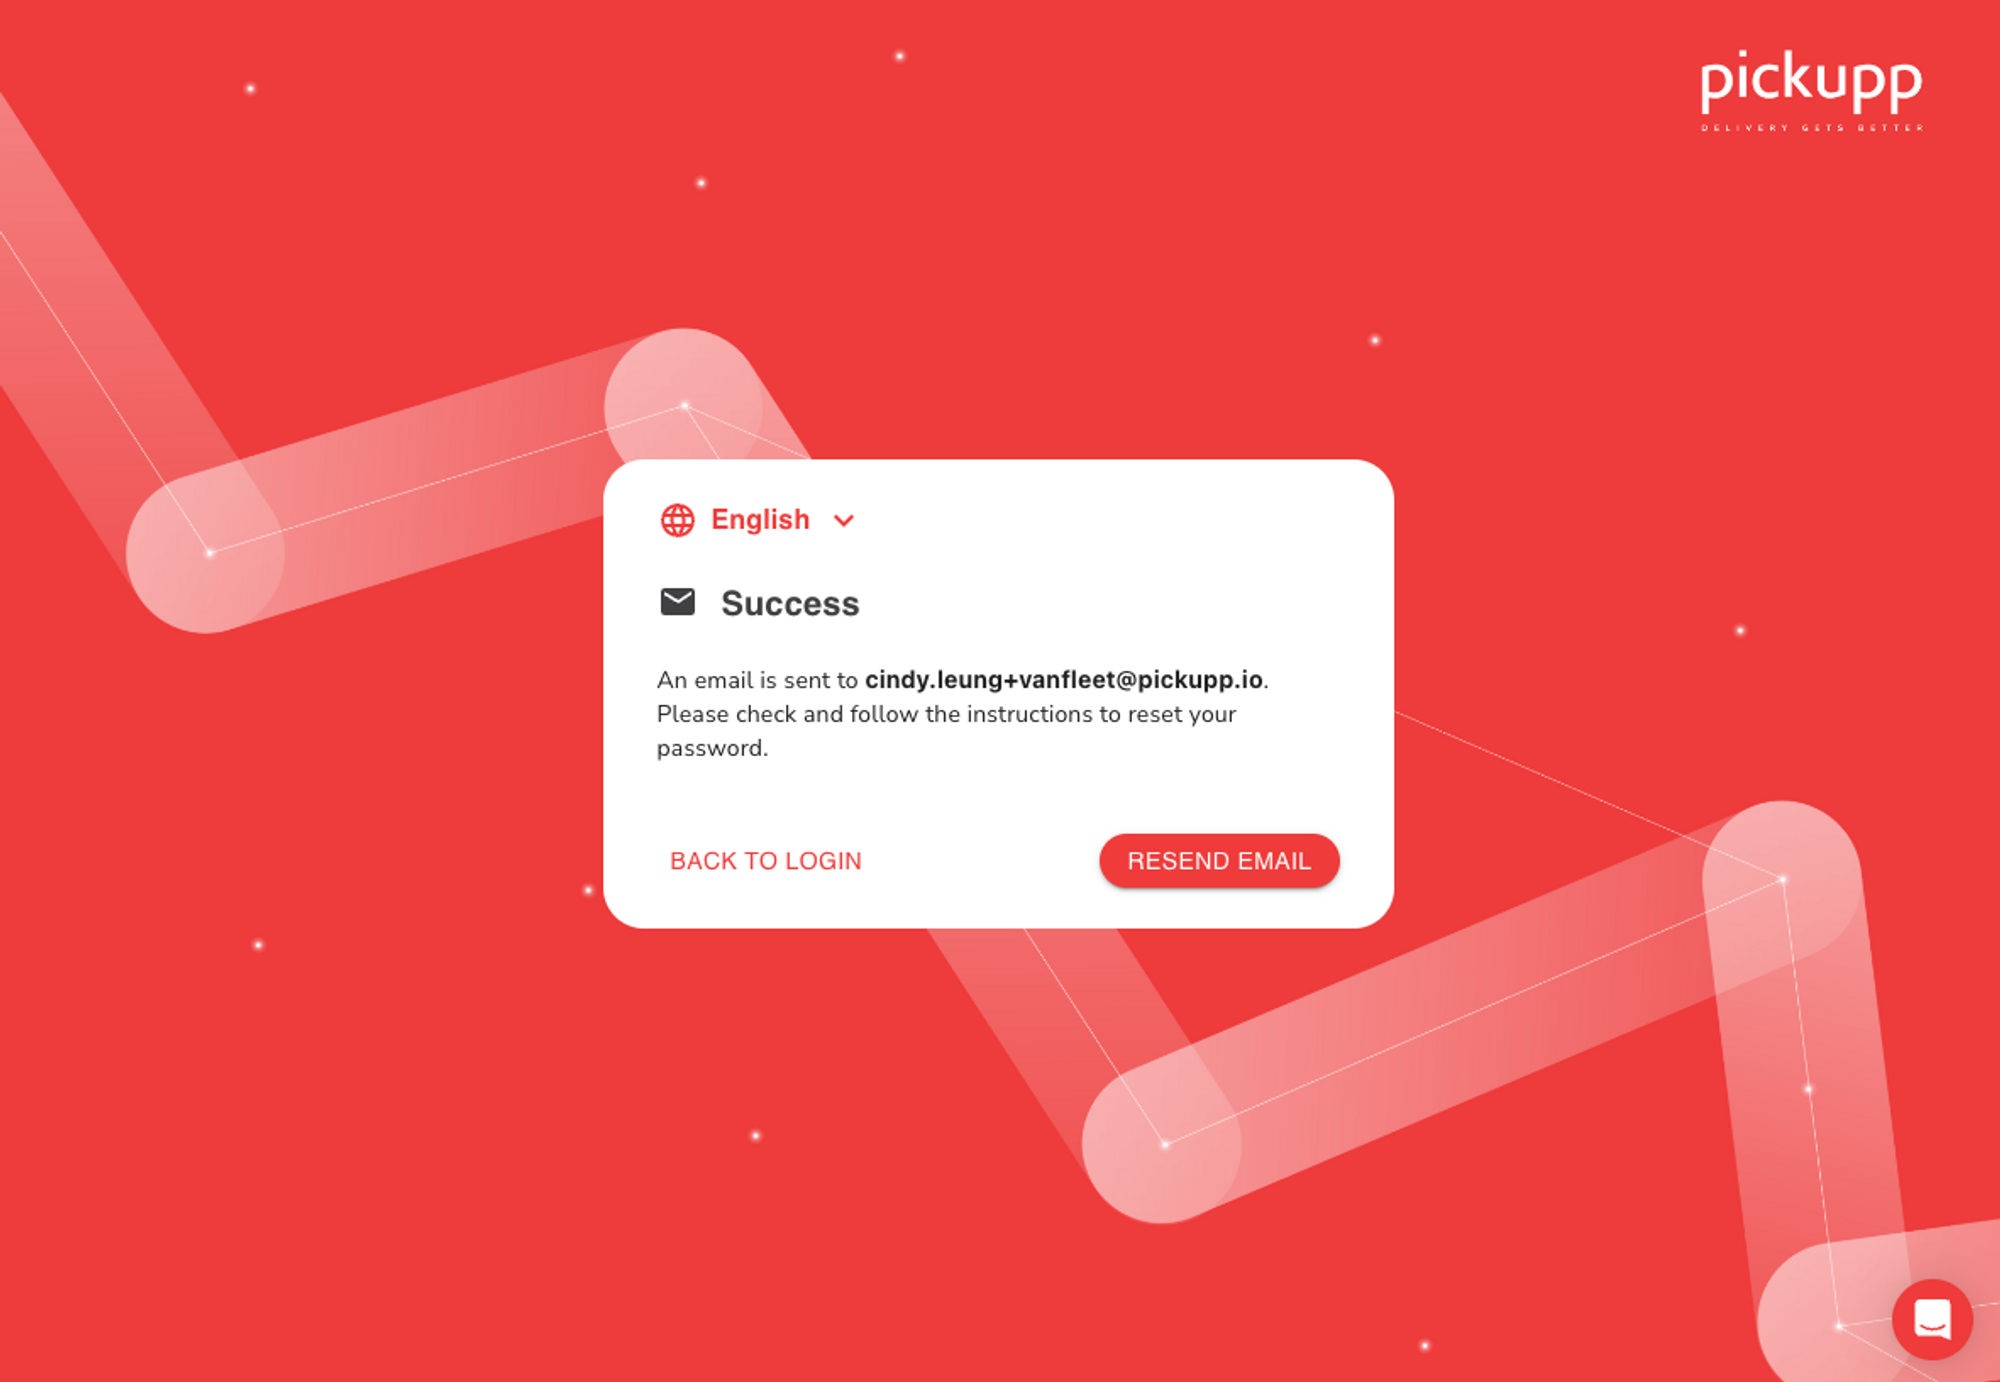 pickupp
DELIVERY GETS BETTER
English
Success
An email is sent to cindy.leung+vanfleet@pickupp.io.
Please check and follow the instructions to reset your
password.
BACK TO LOGIN
RESEND EMAIL